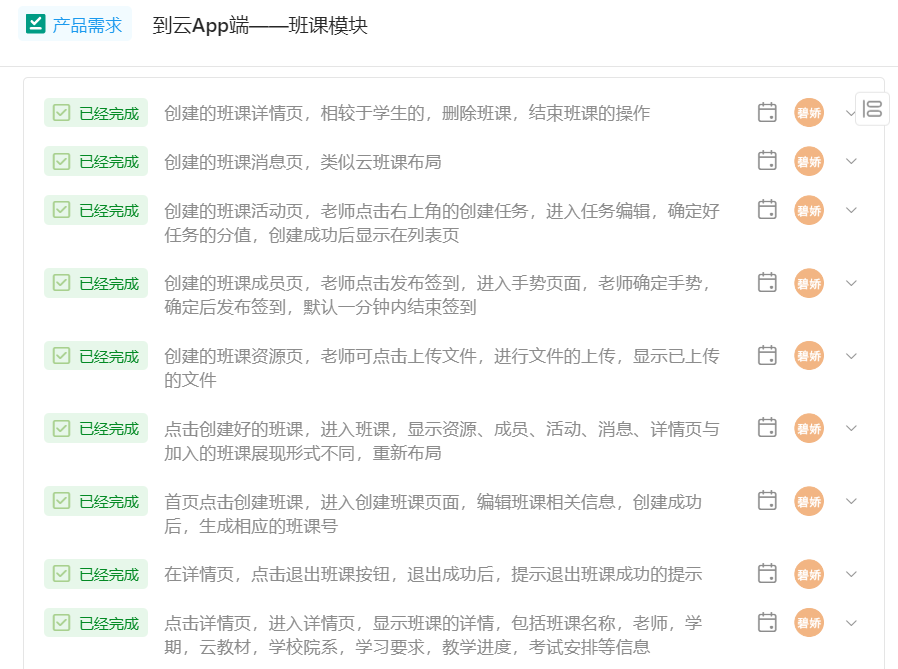 产品需求 到云App端——班课模块
已经完成 创建的班课详情页，相较于学生的，删除班课，结束班课的操作 碧娇
已经完成 创建的班课消息页，类似云班课布局 碧娇
已经完成 创建的班课活动页，老师点击右上角的创建任务，进入任务编辑，确定好 碧娇
任务的分值，创建成功后显示在列表页
已经完成 创建的班课成员页，老师点击发布签到，进入手势页面，老师确定手势， 碧娇
确定后发布签到，默认一分钟内结束签到
已经完成 创建的班课资源页，老师可点击上传文件，进行文件的上传，显示已上传 碧娇
的文件
已经完成 点击创建好的班课，进入班课，显示资源、成员、活动、消息、详情页与 碧娇
加入的班课展现形式不同，重新布局
已经完成 首页点击创建班课，进入创建班课页面，编辑班课相关信息，创建成功 碧娇
后，生成相应的班课号
已经完成 在详情页，点击退出班课按钮，退出成功后，提示退出班课成功的提示 碧娇
已经完成 点击详情页，进入详情页，显示班课的详情，包括班课名称，老师，学 碧娇
期，云教材，学校院系，学习要求，教学进度，考试安排等信息